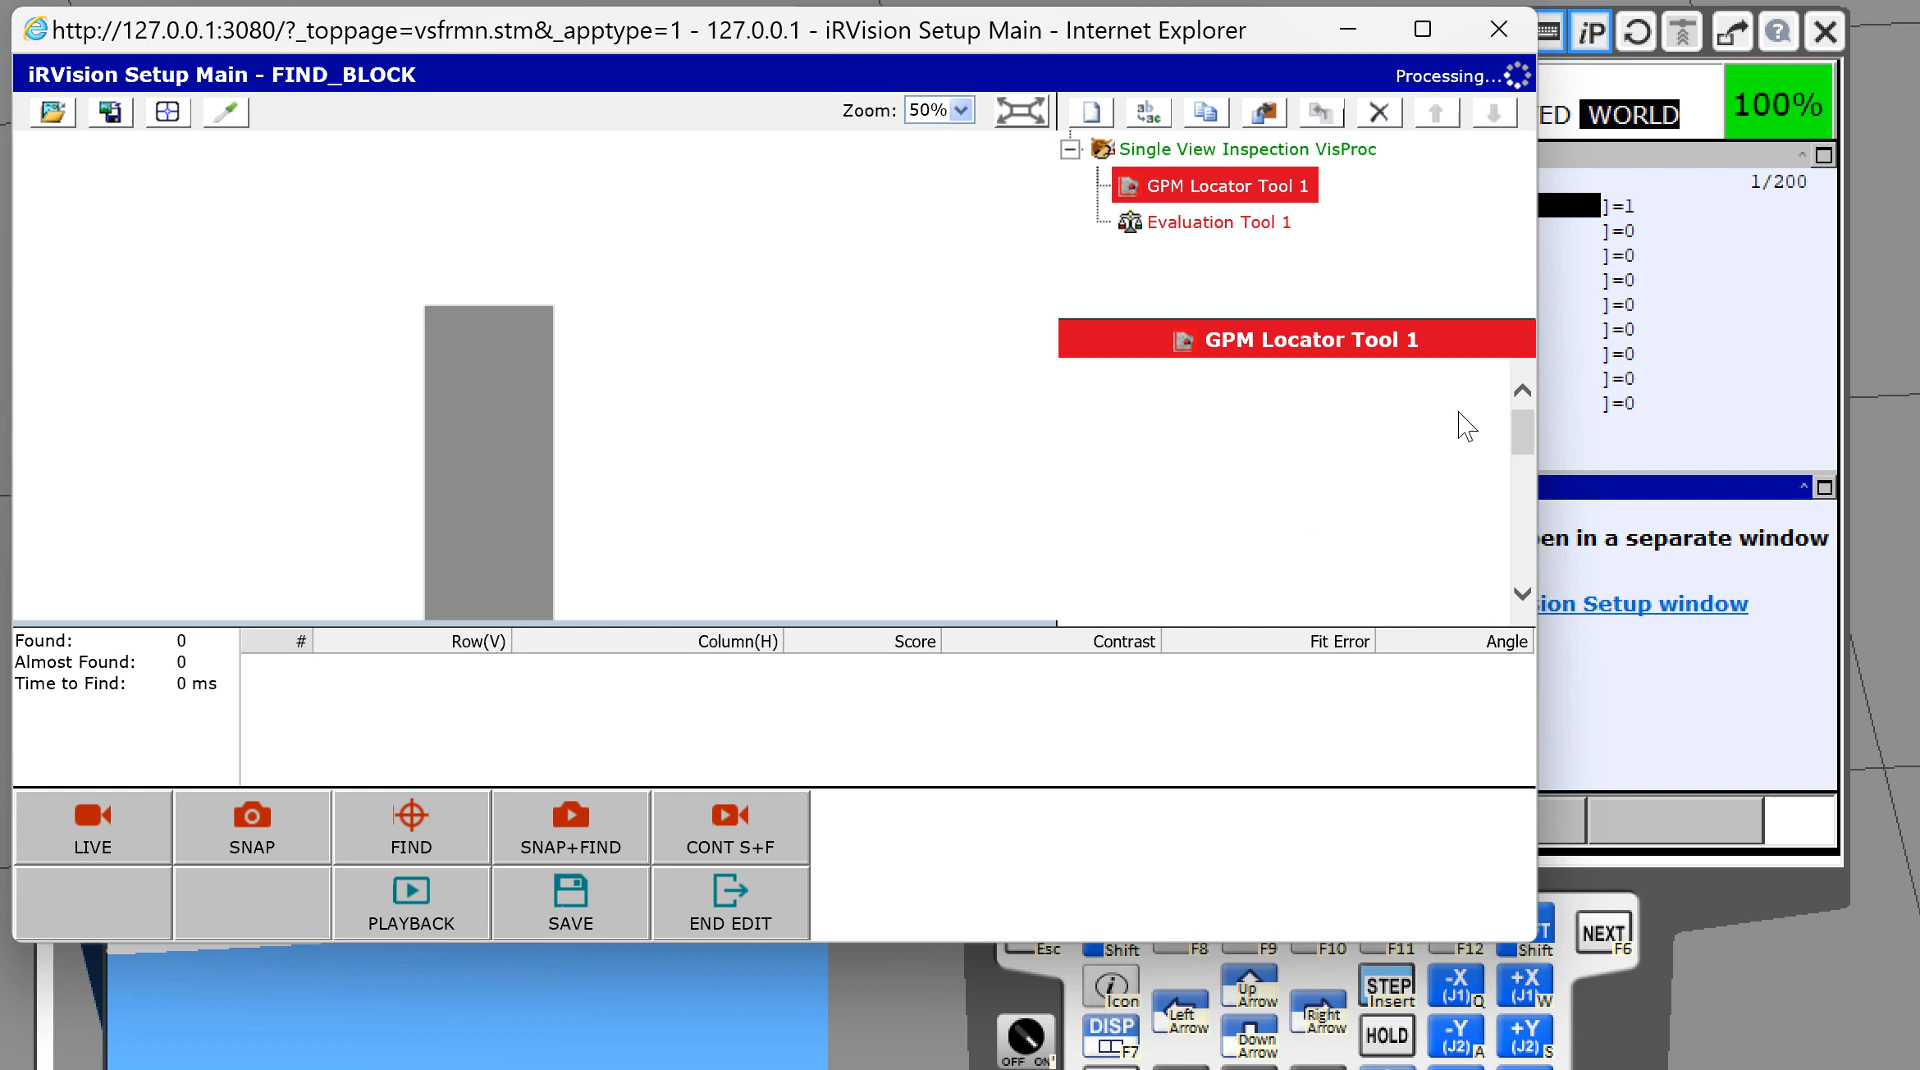 http://127.0.0.1:3080/?_toppage=vsfrmn.stm&_apptype=1 - 127.0.0.1 - iRVision Setup Main - Internet Explorer
iRVision Setup Main - FIND_BLOCK
Processing...
Zoom: 50%
Single View Inspection VisProc
GPM Locator Tool 1
Evaluation Tool 1
GPM Locator Tool 1
Found: 0
Almost Found: 0
Time to Find: 0 ms
# Row(V) Column(H) Score Contrast Fit Error Angle
LIVE SNAP FIND SNAP+FIND CONT S+F
PLAYBACK SAVE END EDIT
iP
ED WORLD 100%
1/200
]=1
]=0
]=0
]=0
]=0
]=0
]=0
]=0
]=0
en in a separate window
ion Setup window
Esc Shift F8 F9 F10 F11 F12 Shift
NEXT F6
i Icon
Up Arrow
Left Arrow
Right Arrow
Down Arrow
STEP Insert
-X (J1) Q
+X (J1) W
DISP F7
HOLD
-Y (J2) A
+Y (J2) S
OFF ON